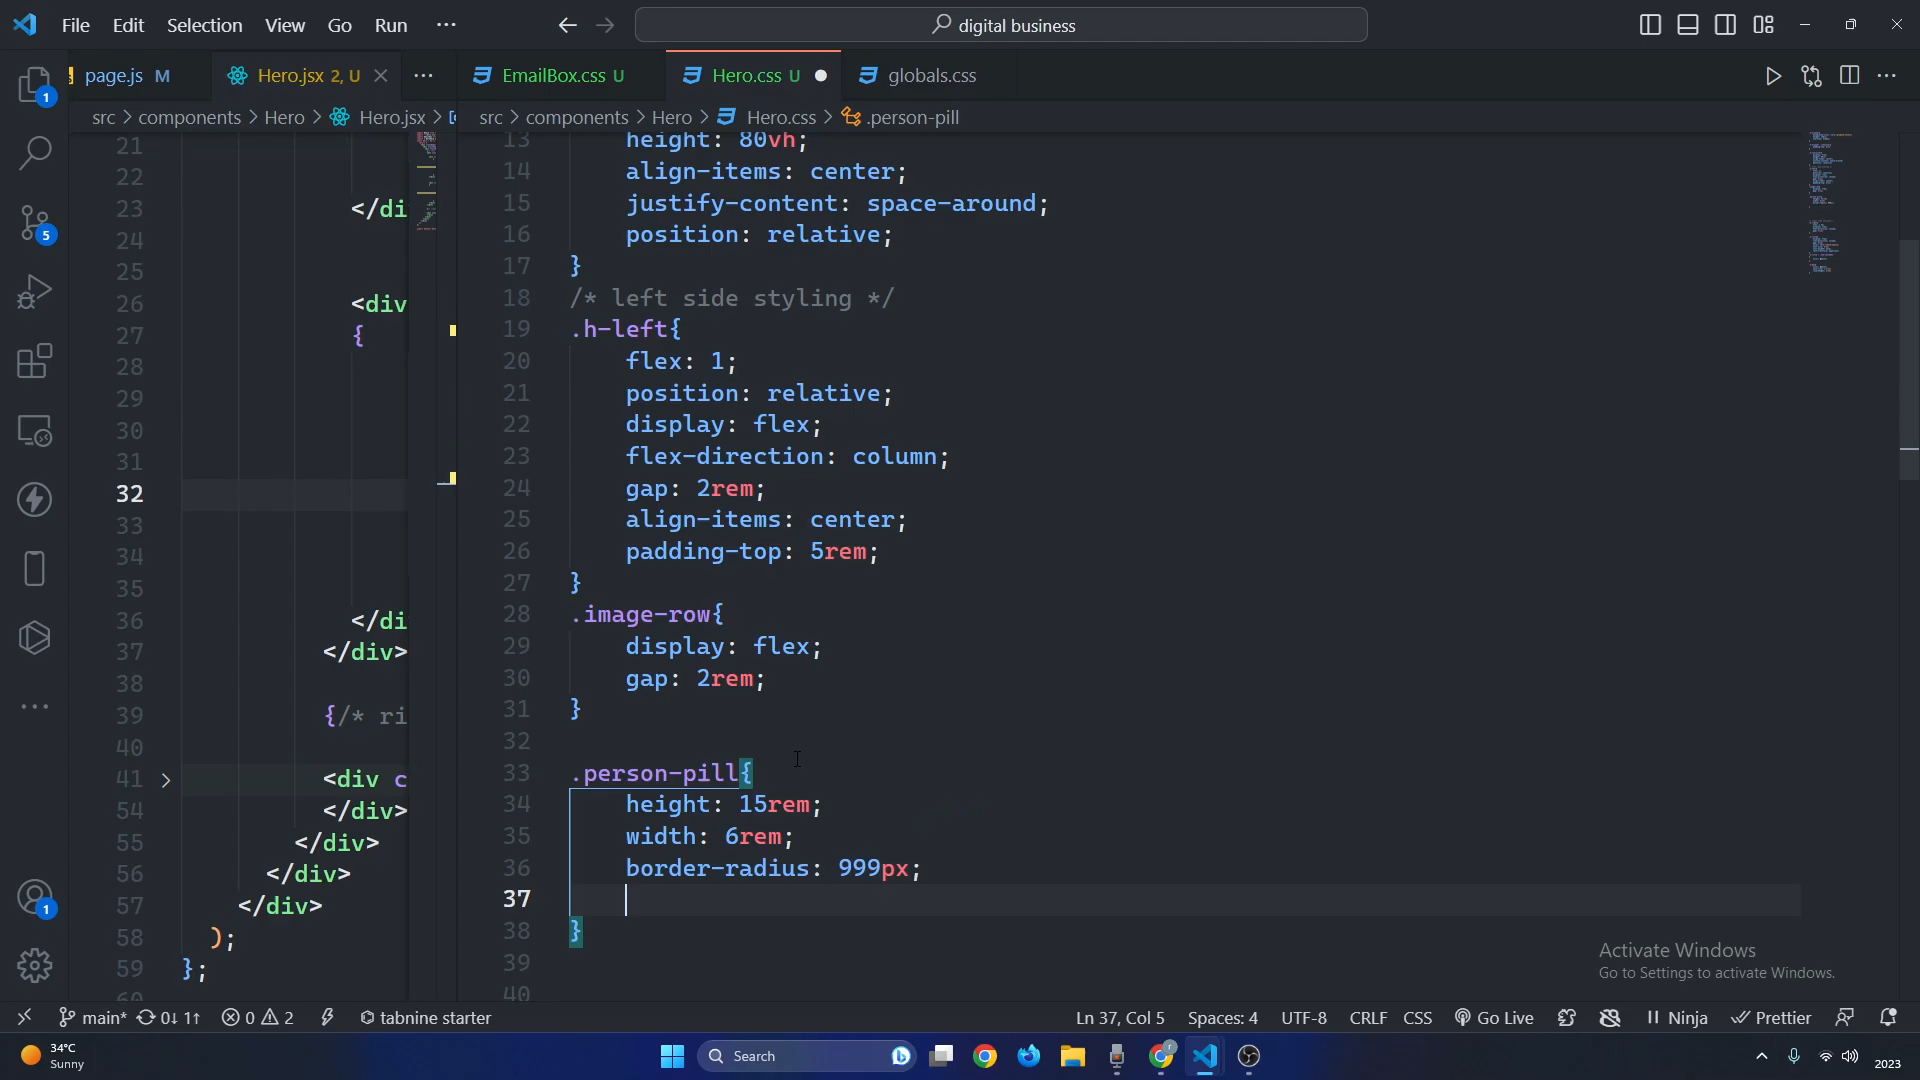 File Edit Selection View Go Run ··· digital business
page.js M Hero.jsx 2, U ··· EmailBox.css U Hero.css U globals.css
src > components > Hero > Hero.jsx > src > components > Hero > Hero.css > .person-pill
21
22
23 </di
24
25
26 <div
27 {
28
29
30
31
32
33
34
35
36 </di
37 </div>
38
39 {/* ri
40
41 <div c
54 </div>
55 </div>
56 </div>
57 </div>
58 );
59 };
60
13 height: 80vh;
14 align-items: center;
15 justify-content: space-around;
16 position: relative;
17 }
18 /* left side styling */
19 .h-left{
20 flex: 1;
21 position: relative;
22 display: flex;
23 flex-direction: column;
24 gap: 2rem;
25 align-items: center;
26 padding-top: 5rem;
27 }
28 .image-row{
29 display: flex;
30 gap: 2rem;
31 }
32
33 .person-pill{
34 height: 15rem;
35 width: 6rem;
36 border-radius: 999px;
37
38 }
39
40
1
5
1
Activate Windows
Go to Settings to activate Windows.
main* 0↓ 1↑ 0 2 tabnine starter Ln 37, Col 5 Spaces: 4 UTF-8 CRLF CSS Go Live Ninja Prettier
34°C
Sunny
Search
2023